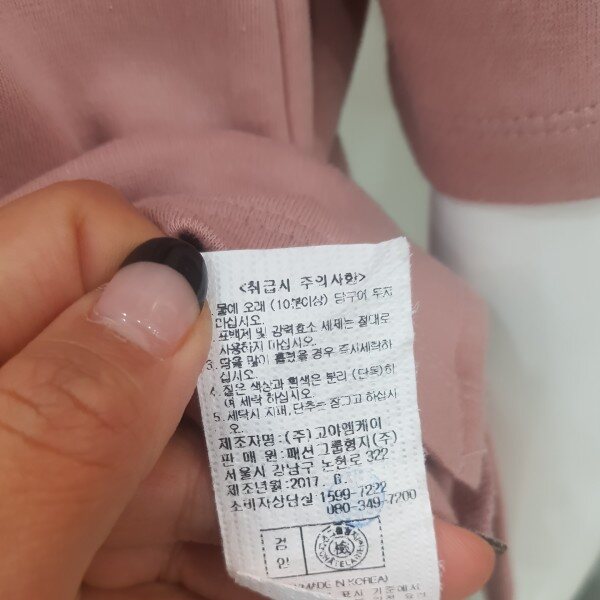 <취급시 주의사항>
물에 오래 (10분이상) 담구어 두지
마십시오.
표백제 및 강력효소 세제는 절대로
사용하지 마십시오.
3. 땀을 많이 흘렸을 경우 즉시세탁하
십시오.
4. 짙은 색상과 흰색은 분리 (단독)하
여 세탁 하십시오.
5. 세탁시 지퍼, 단추는 잠그고 하십시
오.
제조자명:(주)고아엠케이
판 매 원:패션그룹형지(주)
서울시 강남구 논현로322
제조년월:2017. 6.
소비자상담실 1599-7222
080-349-7200
검
인
MADE IN KOREA